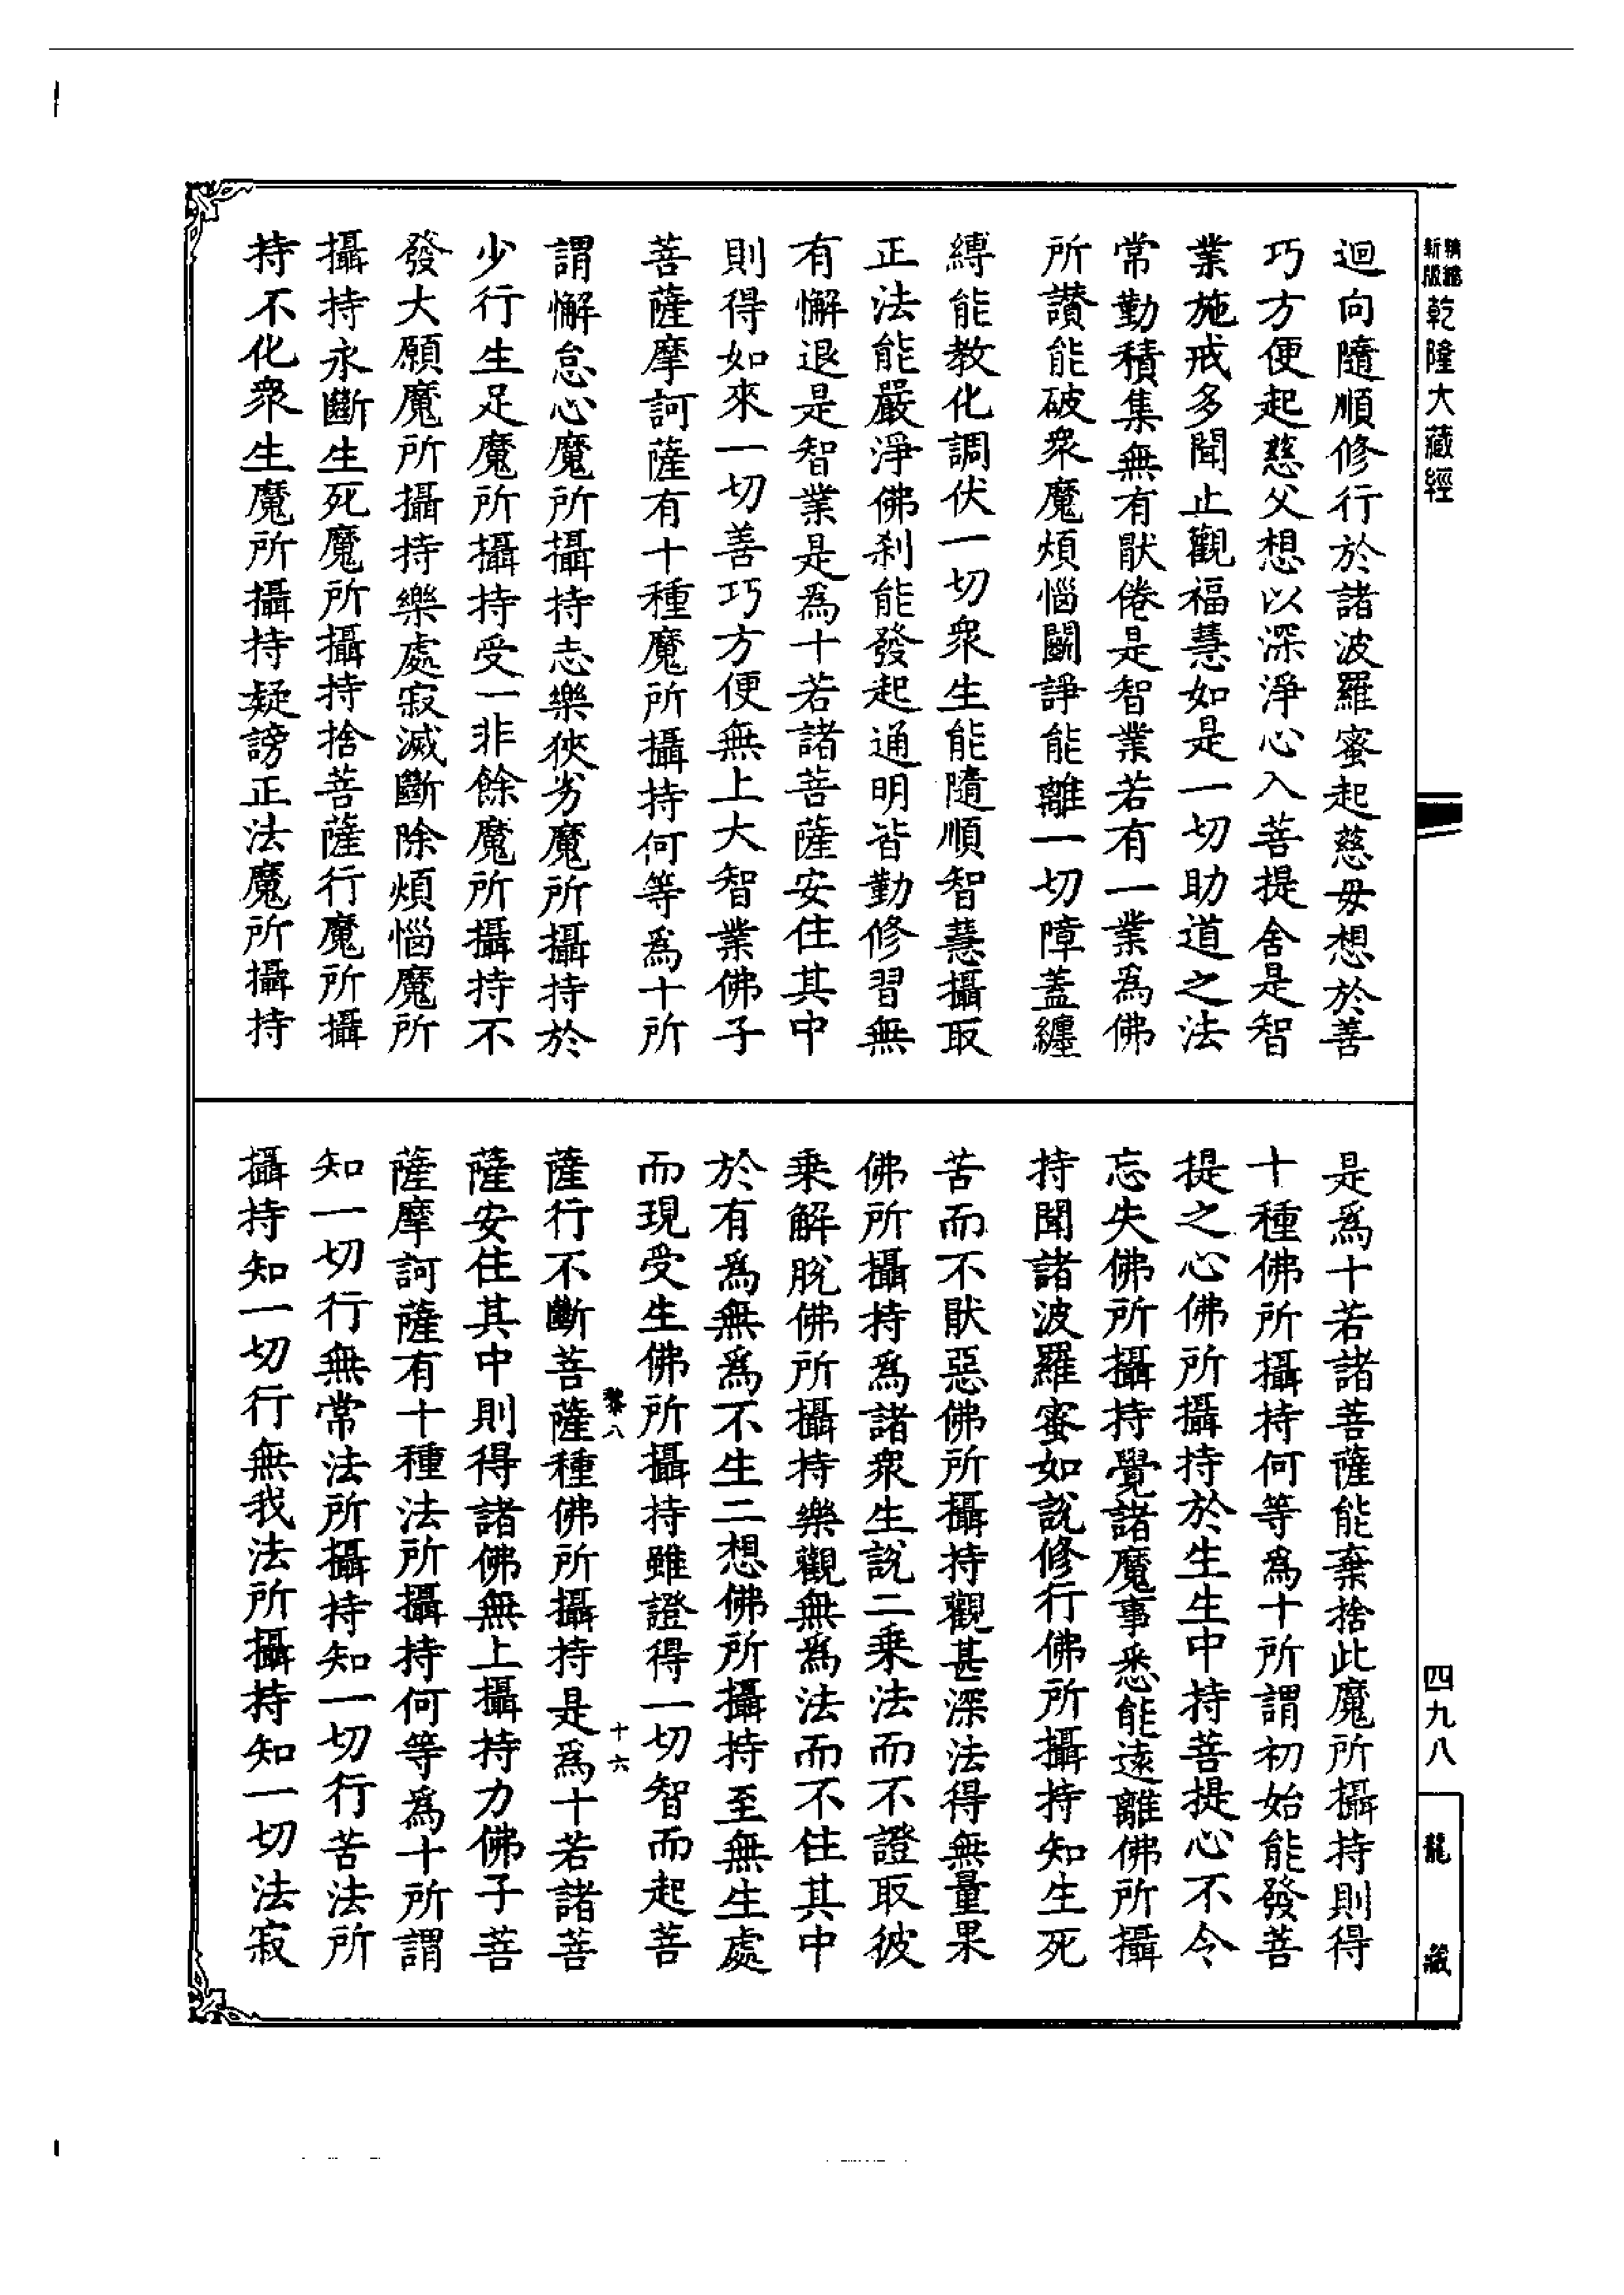 精縮新版乾隆大藏經
迴向隨順修行於諸波羅蜜起慈母想於善
巧方便起慈父想以深淨心入菩提舍是智
業施戒多聞止觀福慧如是一切助道之法
常勤積集無有猒倦是智業若有一業為佛
所讚能破衆魔煩惱鬬諍能離一切障蓋纏
縛能教化調伏一切衆生能隨順智慧攝取
正法能嚴淨佛刹能發起通明皆勤修習無
有懈退是智業是為十若諸菩薩安住其中
則得如來一切善巧方便無上大智業佛子
菩薩摩訶薩有十種魔所攝持何等為十所
謂懈怠心魔所攝持志樂狹劣魔所攝持於
少行生足魔所攝持受一非餘魔所攝持不
發大願魔所攝持樂處寂滅斷除煩惱魔所
攝持永斷生死魔所攝持捨菩薩行魔所攝
持不化衆生魔所攝持疑謗正法魔所攝持
是為十若諸菩薩能棄捨此魔所攝持則得
十種佛所攝持何等為十所謂初始能發菩
提之心佛所攝持於生生中持菩提心不令
忘失佛所攝持覺諸魔事悉能遠離佛所攝
持聞諸波羅蜜如說修行佛所攝持知生死
苦而不猒惡佛所攝持觀甚深法得無量果
佛所攝持為諸衆生說二乘法而不證取彼
乘解脫佛所攝持樂觀無為法而不住其中
於有為無為不生二想佛所攝持至無生處
而現受生佛所攝持雖證得一切智而起菩
黎八 十六
薩行不斷菩薩種佛所攝持是為十若諸菩
薩安住其中則得諸佛無上攝持力佛子菩
薩摩訶薩有十種法所攝持何等為十所謂
知一切行無常法所攝持知一切行苦法所
攝持知一切行無我法所攝持知一切法寂
四九八
龍藏